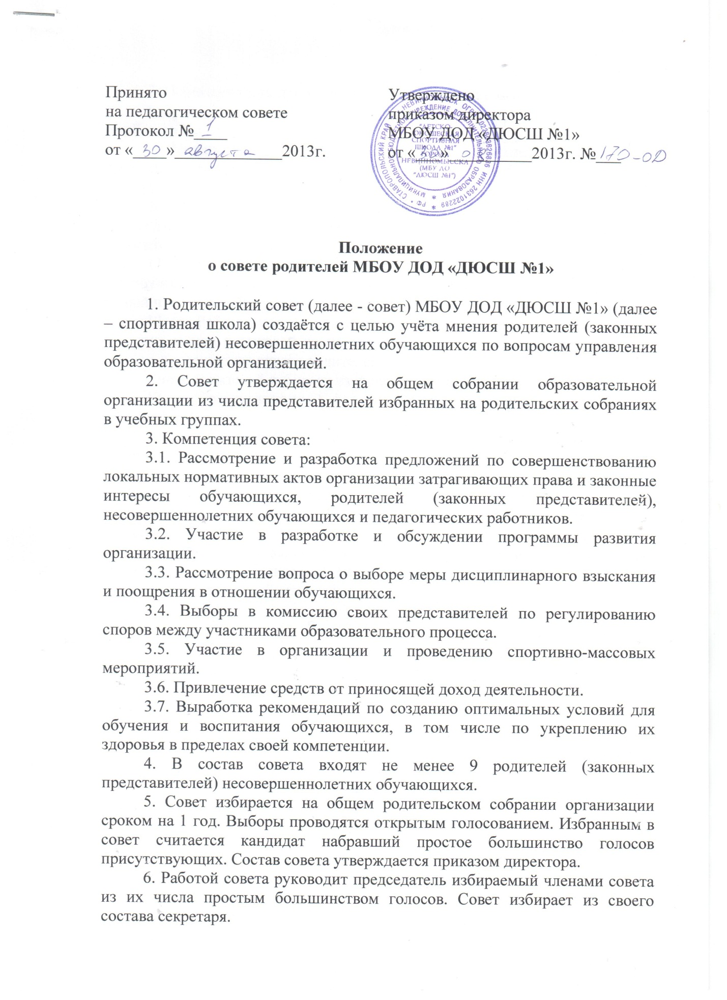 Принято
на педагогическом совете
Протокол № 1
от «30» августа 2013г.
Утверждено
приказом директора
МБОУ ДОД «ДЮСШ №1»
от «30» 08 2013г. № 170-ОД
"ДЕТСКО-
ЮНОШЕСКАЯ
СПОРТИВНАЯ
ШКОЛА №1"
ГОРОДА
НЕВИННОМЫССКА
(МБУ ДО
"ДЮСШ №1")
Положение
о совете родителей МБОУ ДОД «ДЮСШ №1»
1. Родительский совет (далее - совет) МБОУ ДОД «ДЮСШ №1» (далее
– спортивная школа) создаётся с целью учёта мнения родителей (законных
представителей) несовершеннолетних обучающихся по вопросам управления
образовательной организацией.
2. Совет утверждается на общем собрании образовательной
организации из числа представителей избранных на родительских собраниях
в учебных группах.
3. Компетенция совета:
3.1. Рассмотрение и разработка предложений по совершенствованию
локальных нормативных актов организации затрагивающих права и законные
интересы обучающихся, родителей (законных представителей),
несовершеннолетних обучающихся и педагогических работников.
3.2. Участие в разработке и обсуждении программы развития
организации.
3.3. Рассмотрение вопроса о выборе меры дисциплинарного взыскания
и поощрения в отношении обучающихся.
3.4. Выборы в комиссию своих представителей по регулированию
споров между участниками образовательного процесса.
3.5. Участие в организации и проведению спортивно-массовых
мероприятий.
3.6. Привлечение средств от приносящей доход деятельности.
3.7. Выработка рекомендаций по созданию оптимальных условий для
обучения и воспитания обучающихся, в том числе по укреплению их
здоровья в пределах своей компетенции.
4. В состав совета входят не менее 9 родителей (законных
представителей) несовершеннолетних обучающихся.
5. Совет избирается на общем родительском собрании организации
сроком на 1 год. Выборы проводятся открытым голосованием. Избранным в
совет считается кандидат набравший простое большинство голосов
присутствующих. Состав совета утверждается приказом директора.
6. Работой совета руководит председатель избираемый членами совета
из их числа простым большинством голосов. Совет избирает из своего
состава секретаря.